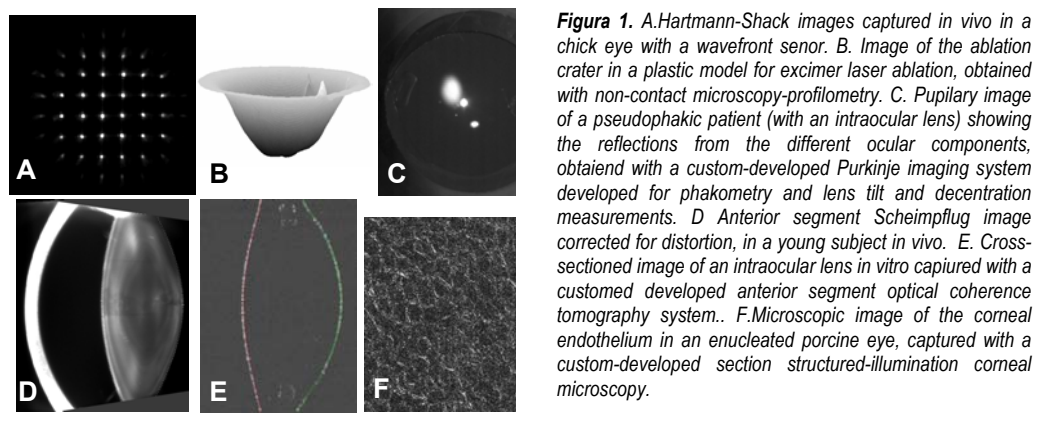 A
B
C
D
E
F
Figura 1. A.Hartmann-Shack images captured in vivo in a
chick eye with a wavefront senor. B. Image of the ablation
crater in a plastic model for excimer laser ablation, obtained
with non-contact microscopy-profilometry. C. Pupilary image
of a pseudophakic patient (with an intraocular lens) showing
the reflections from the different ocular components,
obtaiend with a custom-developed Purkinje imaging system
developed for phakometry and lens tilt and decentration
measurements. D Anterior segment Scheimpflug image
corrected for distortion, in a young subject in vivo. E. Cross-
sectioned image of an intraocular lens in vitro capiured with a
customed developed anterior segment optical coherence
tomography system.. F.Microscopic image of the corneal
endothelium in an enucleated porcine eye, captured with a
custom-developed section structured-illumination corneal
microscopy.